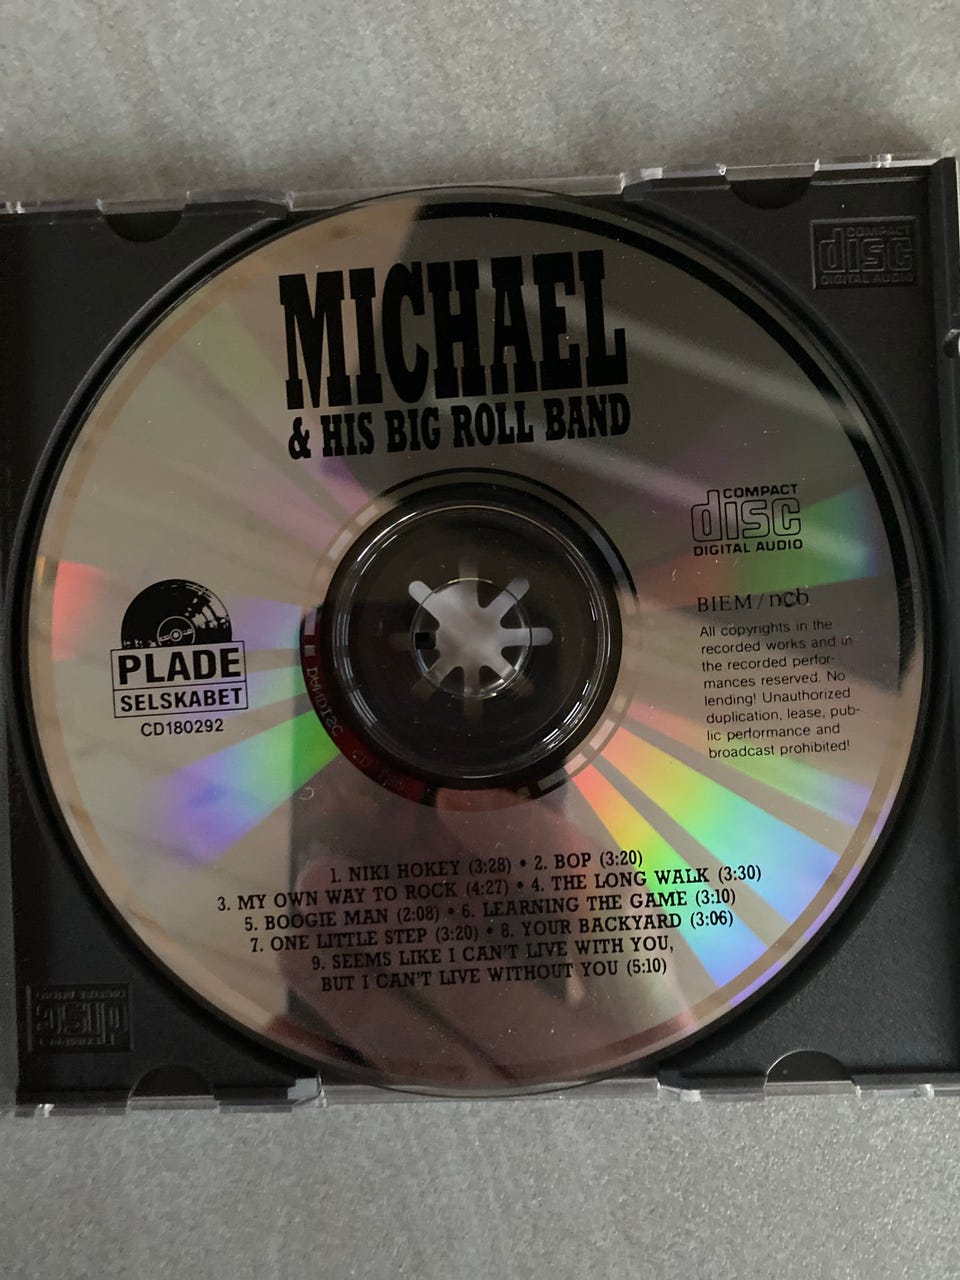 COMPACT
disc
DIGITAL AUDIO
MICHAEL
& HIS BIG ROLL BAND
COMPACT
disc
DIGITAL AUDIO
BIEM/ncb
All copyrights in the
recorded works and in
the recorded perfor-
mances reserved. No
lending! Unauthorized
duplication, lease, pub-
lic performance and
broadcast prohibited!
PLADE
SELSKABET
CD180292
DANDISC
1. NIKI HOKEY (3:28) • 2. BOP (3:20)
3. MY OWN WAY TO ROCK (4:27) • 4. THE LONG WALK (3:30)
5. BOOGIE MAN (2:08) • 6. LEARNING THE GAME (3:10)
7. ONE LITTLE STEP (3:20) • 8. YOUR BACKYARD (3:06)
9. SEEMS LIKE I CAN'T LIVE WITH YOU,
BUT I CAN'T LIVE WITHOUT YOU (5:10)
COMPACT
disc
DIGITAL AUDIO